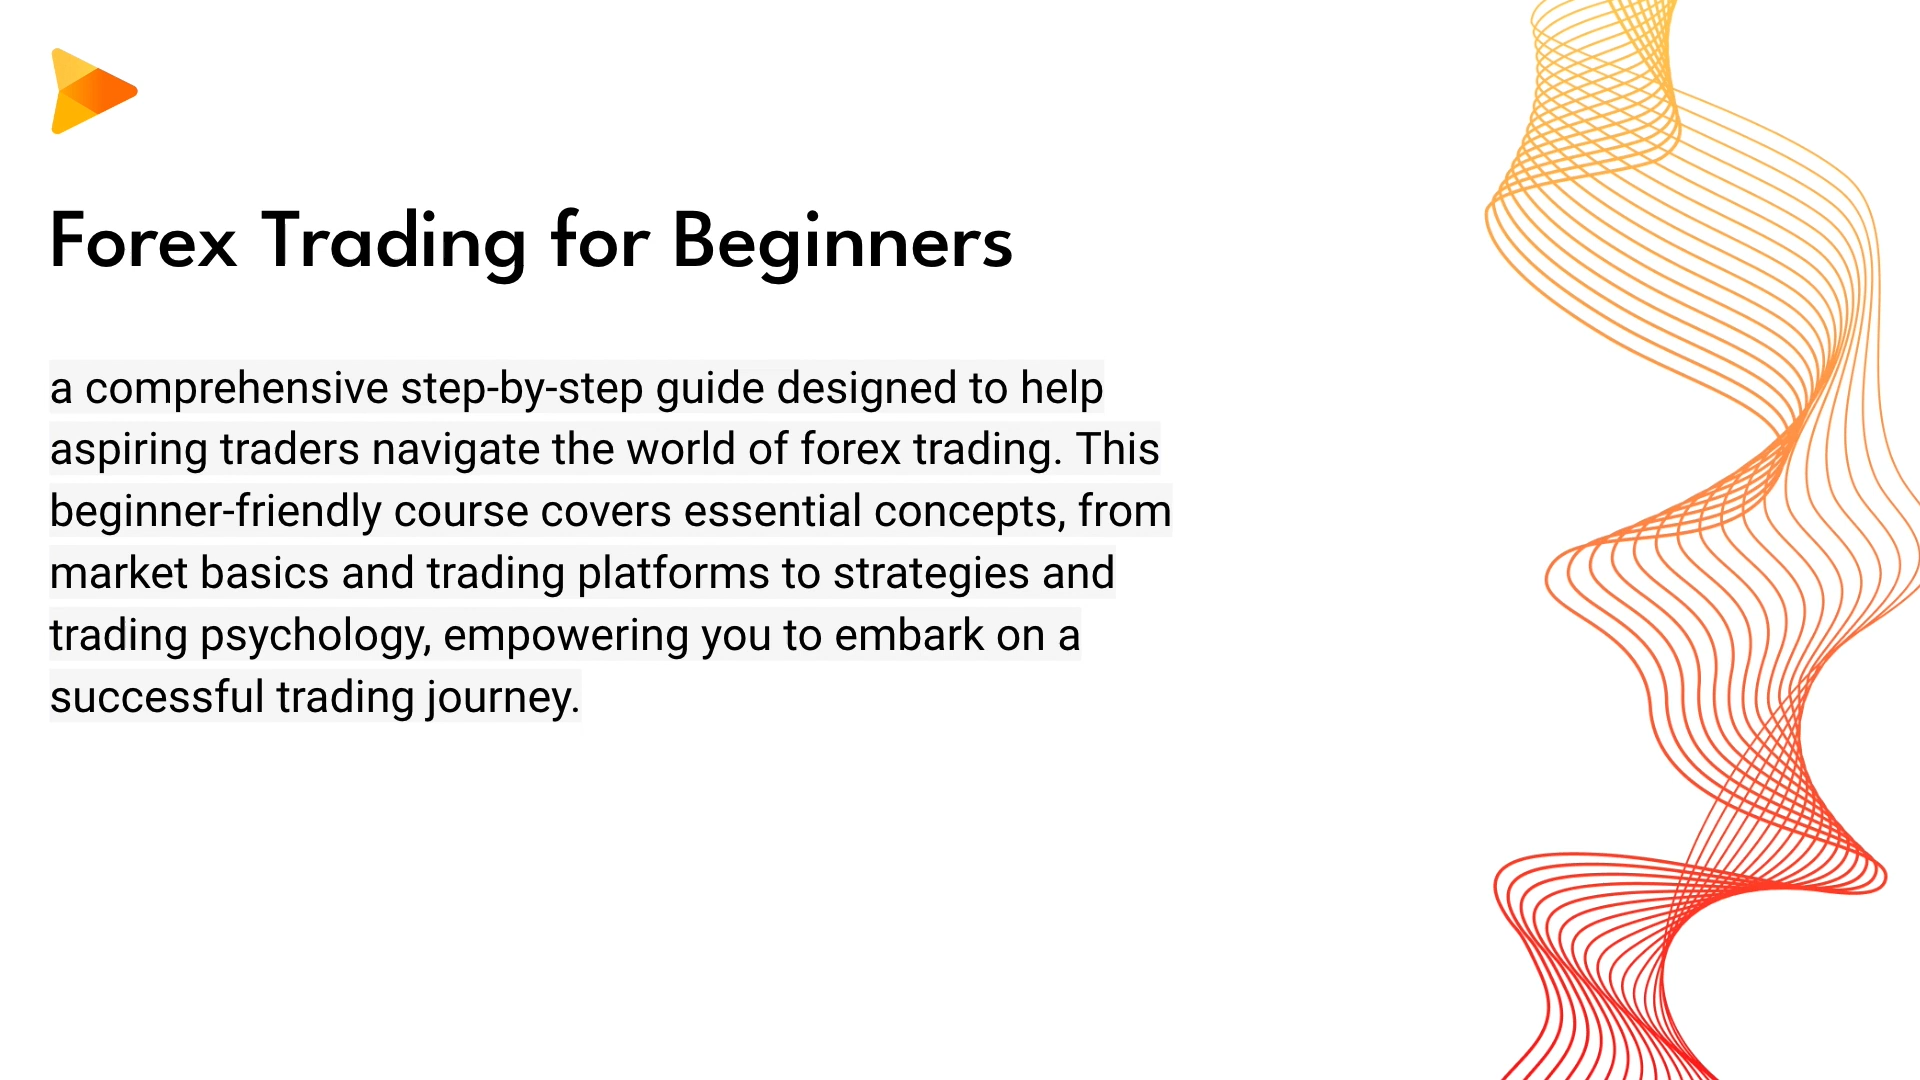 Forex Trading for Beginners
a comprehensive step-by-step guide designed to help
aspiring traders navigate the world of forex trading. This
beginner-friendly course covers essential concepts, from
market basics and trading platforms to strategies and
trading psychology, empowering you to embark on a
successful trading journey.